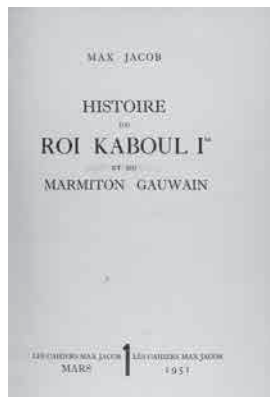 MAX JACOB
HISTOIRE
DU
ROI KABOUL Iᴱᴿ
ET DU
MARMITON GAUWAIN
LES CAHIERS MAX JACOB 1 LES CAHIERS MAX JACOB
MARS 1951